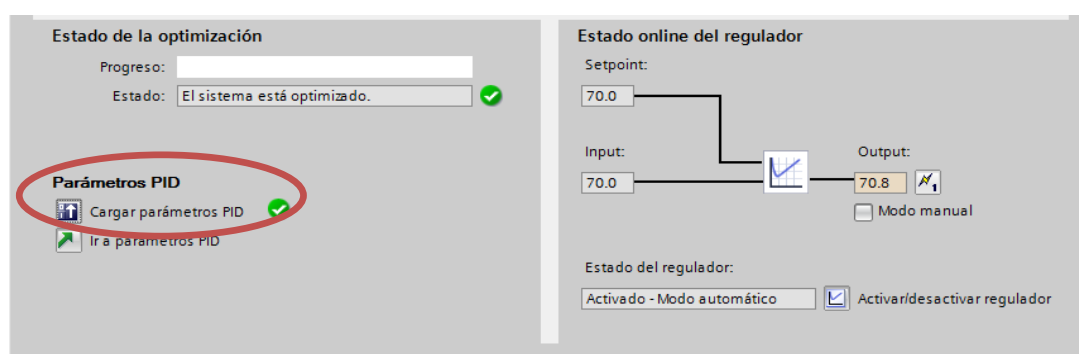 Estado de la optimización
Progreso:
Estado: El sistema está optimizado.
Parámetros PID
Cargar parámetros PID
Ir a parámetros PID
Estado online del regulador
Setpoint:
70.0
Input:
70.0
Output:
70.8
1
Modo manual
Estado del regulador:
Activado - Modo automático
Activar/desactivar regulador